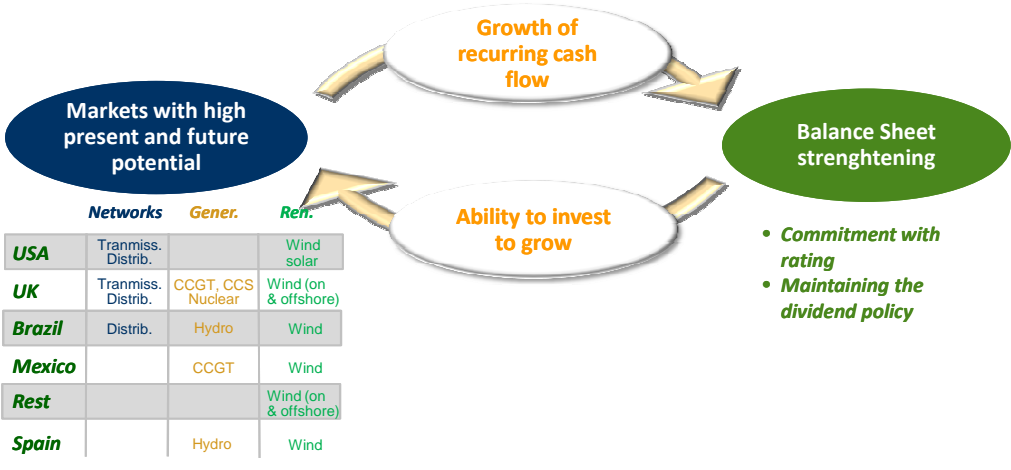 Growth of
recurring cash
flow
Markets with high
present and future
potential
Balance Sheet
strenghtening
Ability to invest
to grow
Networks Gener. Ren.
USA Tranmiss. Distrib. Wind solar
UK Tranmiss. Distrib. CCGT, CCS Nuclear Wind (on & offshore)
Brazil Distrib. Hydro Wind
Mexico CCGT Wind
Rest Wind (on & offshore)
Spain Hydro Wind
• Commitment with
rating
• Maintaining the
dividend policy